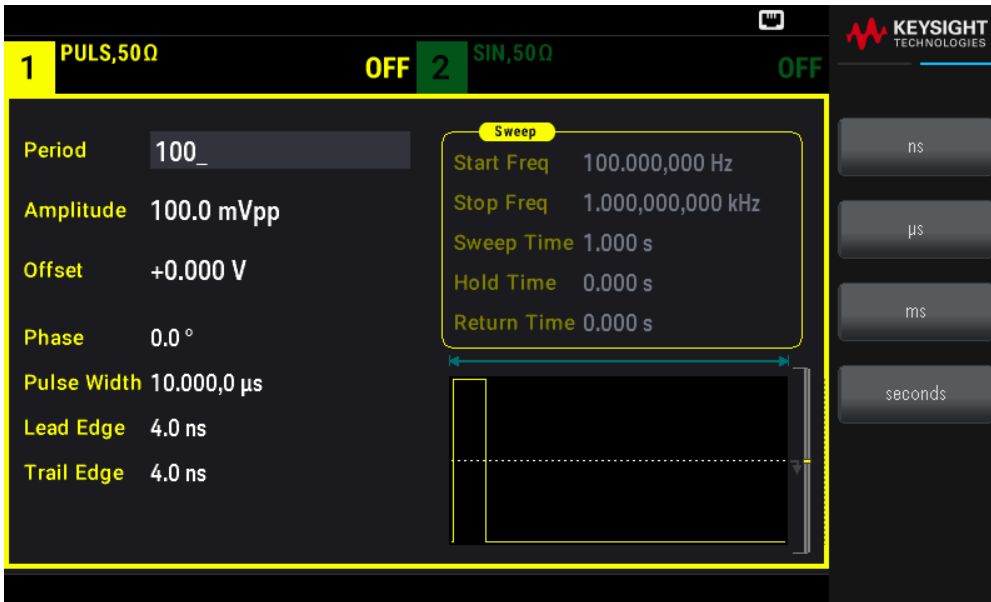 KEYSIGHT
TECHNOLOGIES
1 PULS,50Ω OFF
2 SIN,50Ω OFF
Period 100_
Amplitude 100.0 mVpp
Offset +0.000 V
Phase 0.0 °
Pulse Width 10.000,0 µs
Lead Edge 4.0 ns
Trail Edge 4.0 ns
Sweep
Start Freq 100.000,000 Hz
Stop Freq 1.000,000,000 kHz
Sweep Time 1.000 s
Hold Time 0.000 s
Return Time 0.000 s
ns
µs
ms
seconds